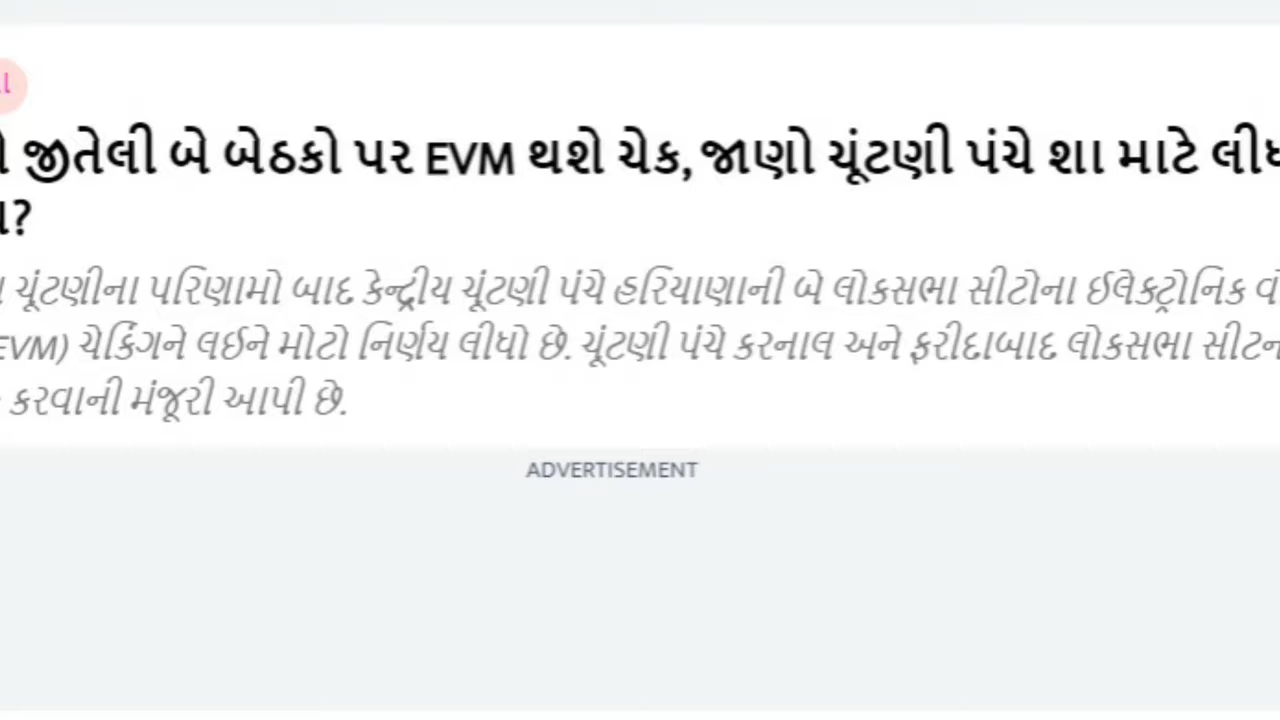 જીતેલી બે બેઠકો પર EVM થશે ચેક, જાણો ચૂંટણી પંચે શા માટે
ચૂંટણીના પરિણામો બાદ કેન્દ્રીય ચૂંટણી પંચે હરિયાણાની બે લોકસભા સીટોના ઈલેક્ટ્રોનિક
EVM) ચેકિંગને લઈને મોટો નિર્ણય લીધો છે. ચૂંટણી પંચે કરનાલ અને ફરીદાબાદ લોકસભા
કરવાની મંજૂરી આપી છે.
ADVERTISEMENT